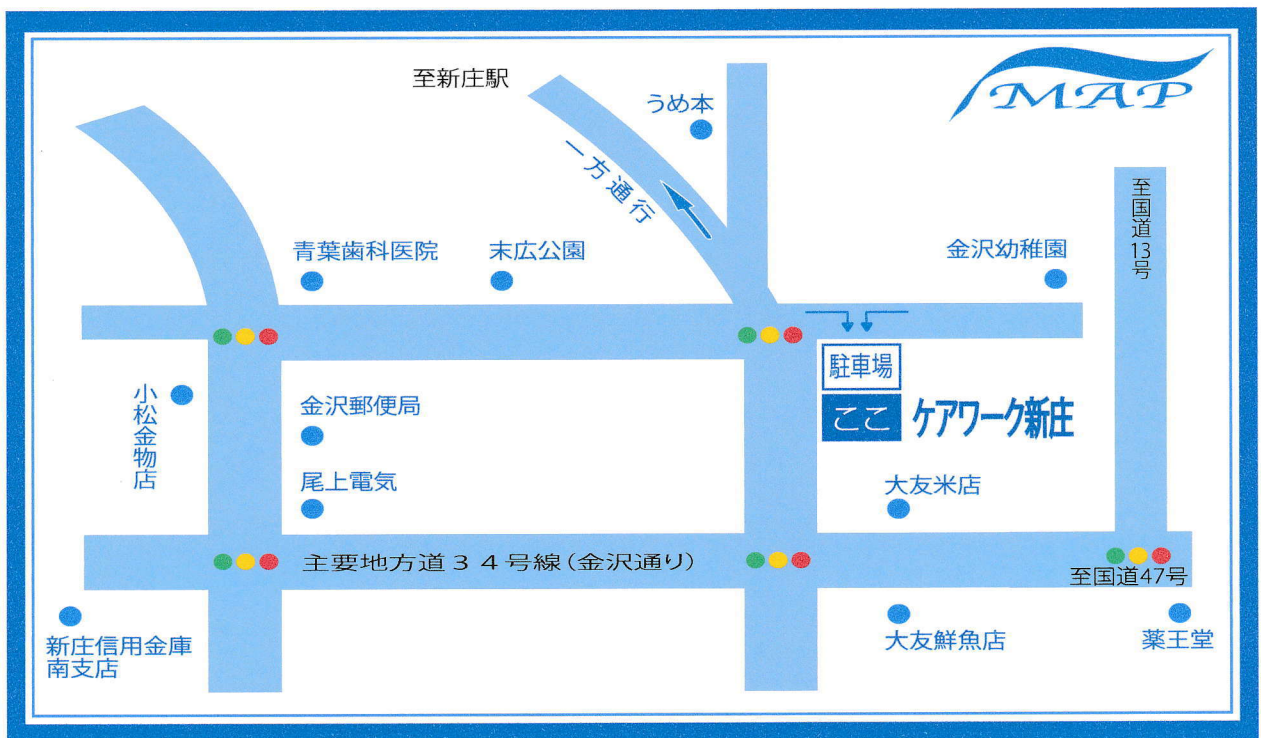 至新庄駅
MAP
うめ本
一方通行
至国道13号
青葉歯科医院
末広公園
金沢幼稚園
駐車場
小松金物店
金沢郵便局
ここ
ケアワーク新庄
尾上電気
大友米店
主要地方道34号線(金沢通り)
至国道47号
新庄信用金庫
南支店
大友鮮魚店
薬王堂